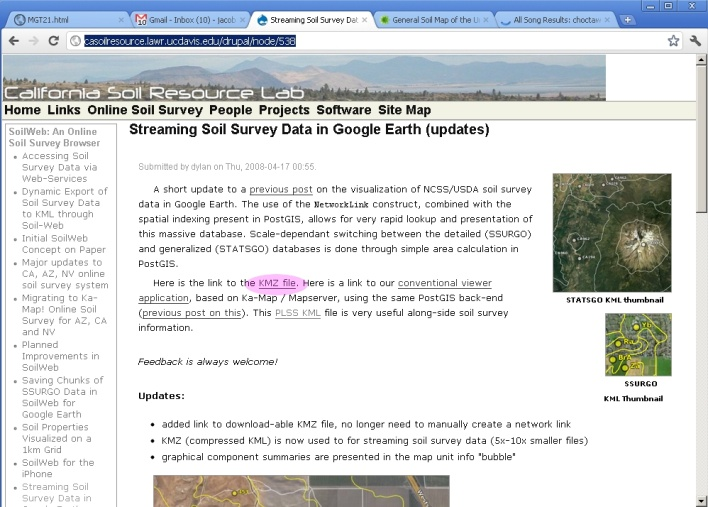 MGT21.html
Gmail - Inbox (10) - jacob
Streaming Soil Survey Dat
General Soil Map of the U
All Song Results: choctaw
casoilresource.lawr.ucdavis.edu/drupal/node/538
California Soil Resource Lab
Home Links Online Soil Survey People Projects Software Site Map
SoilWeb: An Online
Soil Survey Browser
Accessing Soil
Survey Data via
Web-Services
Dynamic Export of
Soil Survey Data
to KML through
Soil-Web
Initial SoilWeb
Concept on Paper
Major updates to
CA, AZ, NV online
soil survey system
Migrating to Ka-
Map! Online Soil
Survey for AZ, CA
and NV
Planned
Improvements in
SoilWeb
Saving Chunks of
SSURGO Data in
SoilWeb for
Google Earth
Soil Properties
Visualized on a
1km Grid
SoilWeb for the
iPhone
Streaming Soil
Survey Data in
Streaming Soil Survey Data in Google Earth (updates)
Submitted by dylan on Thu, 2008-04-17 00:55.
A short update to a previous post on the visualization of NCSS/USDA soil survey
data in Google Earth. The use of the NetworkLink construct, combined with the
spatial indexing present in PostGIS, allows for very rapid lookup and presentation of
this massive database. Scale-dependant switching between the detailed (SSURGO)
and generalized (STATSGO) databases is done through simple area calculation in
PostGIS.
Here is the link to the KMZ file. Here is a link to our conventional viewer
application, based on Ka-Map / Mapserver, using the same PostGIS back-end
(previous post on this). This PLSS KML file is very useful along-side soil survey
information.
Feedback is always welcome!
Updates:
added link to download-able KMZ file, no longer need to manually create a network link
KMZ (compressed KML) is now used to for streaming soil survey data (5x-10x smaller files)
graphical component summaries are presented in the map unit info "bubble"
STATSGO KML thumbnail
Yb
Ra
BrA
Za
SSURGO
KML Thumbnail